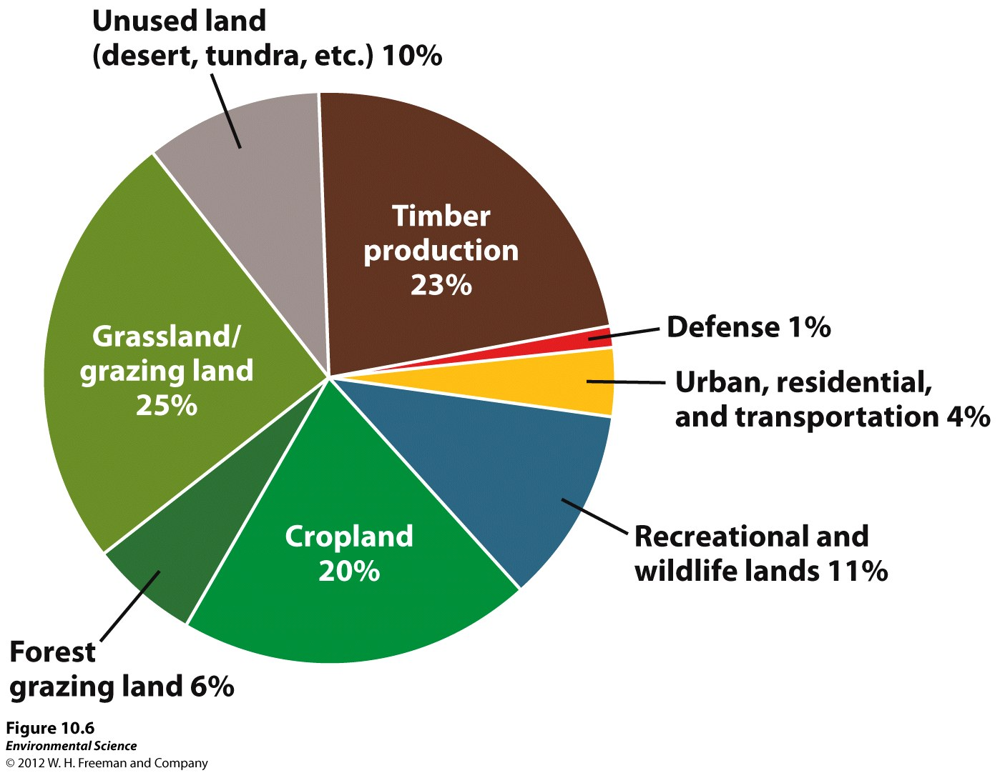 Unused land
(desert, tundra, etc.) 10%
Timber
production
23%
Defense 1%
Urban, residential,
and transportation 4%
Grassland/
grazing land
25%
Recreational and
wildlife lands 11%
Cropland
20%
Forest
grazing land 6%
Figure 10.6
Environmental Science
© 2012 W. H. Freeman and Company